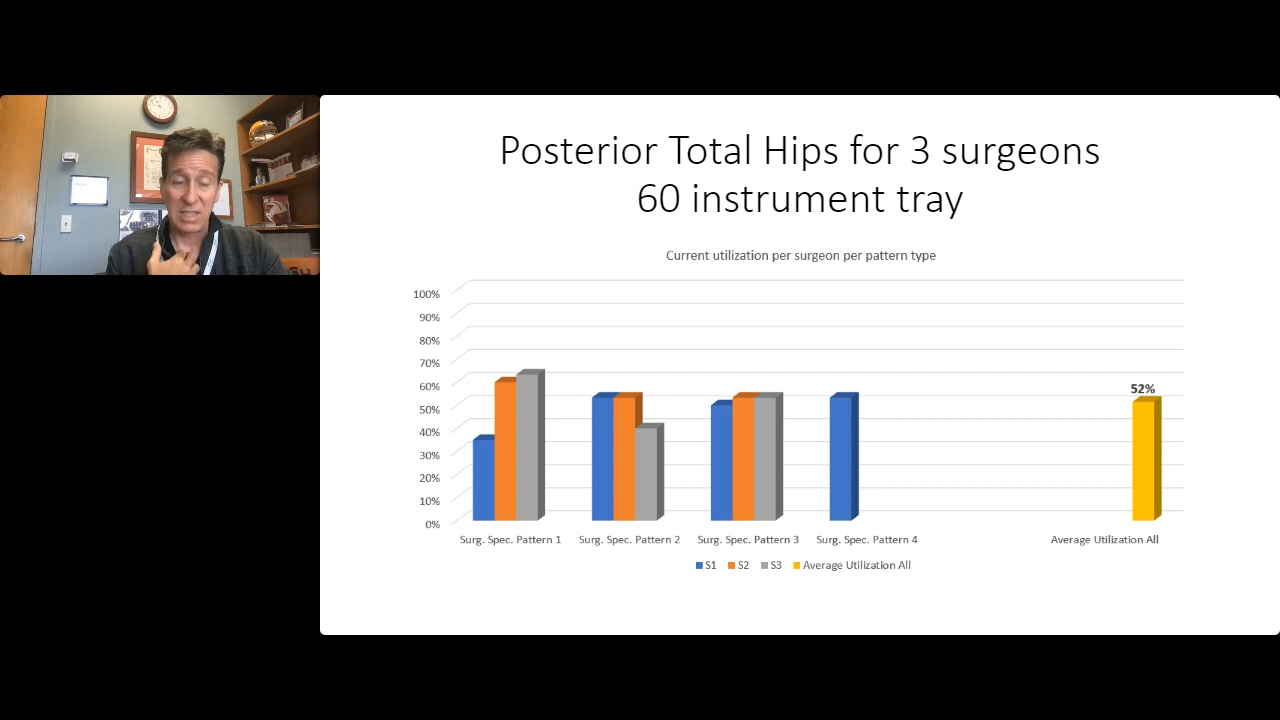 Posterior Total Hips for 3 surgeons
60 instrument tray
Current utilization per surgeon per pattern type
100%
90%
80%
70%
60%
50%
40%
30%
20%
10%
0%
52%
Surg. Spec. Pattern 1
Surg. Spec. Pattern 2
Surg. Spec. Pattern 3
Surg. Spec. Pattern 4
Average Utilization All
S1
S2
S3
Average Utilization All